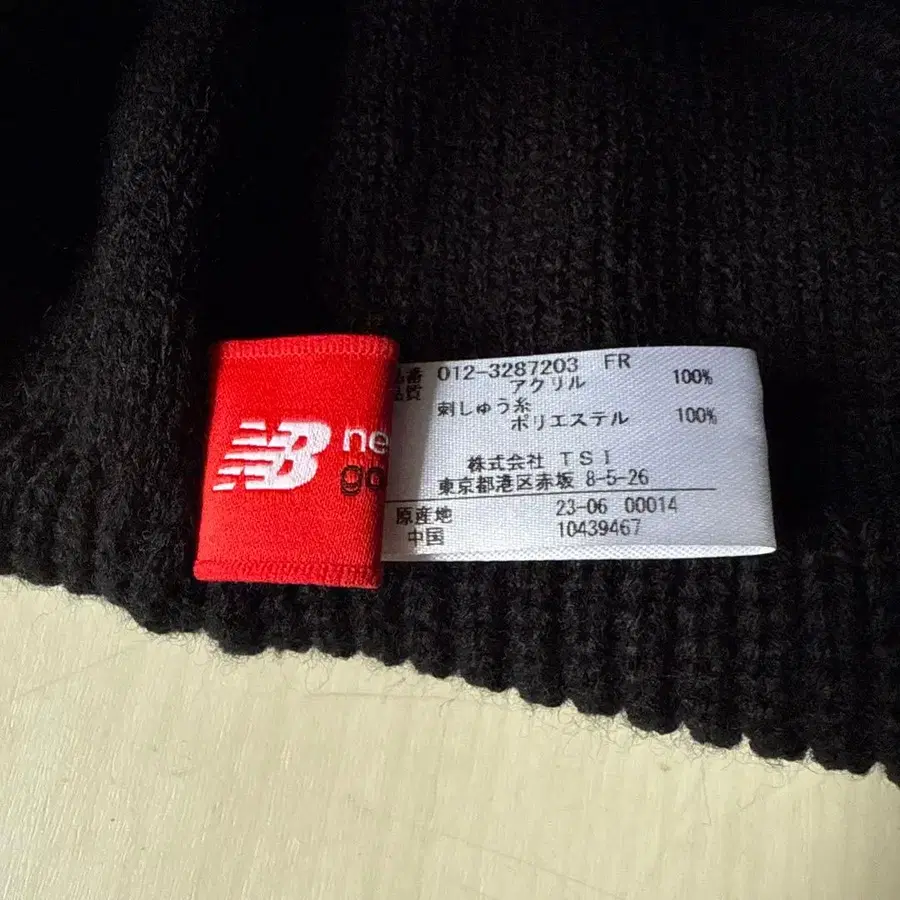 NB
ne
go
品番 012-3287203 FR
品質 アクリル 100%
刺しゅう糸
ポリエステル 100%
株式会社 TSI
東京都港区赤坂 8-5-26
原産地 23-06 00014
中国 10439467